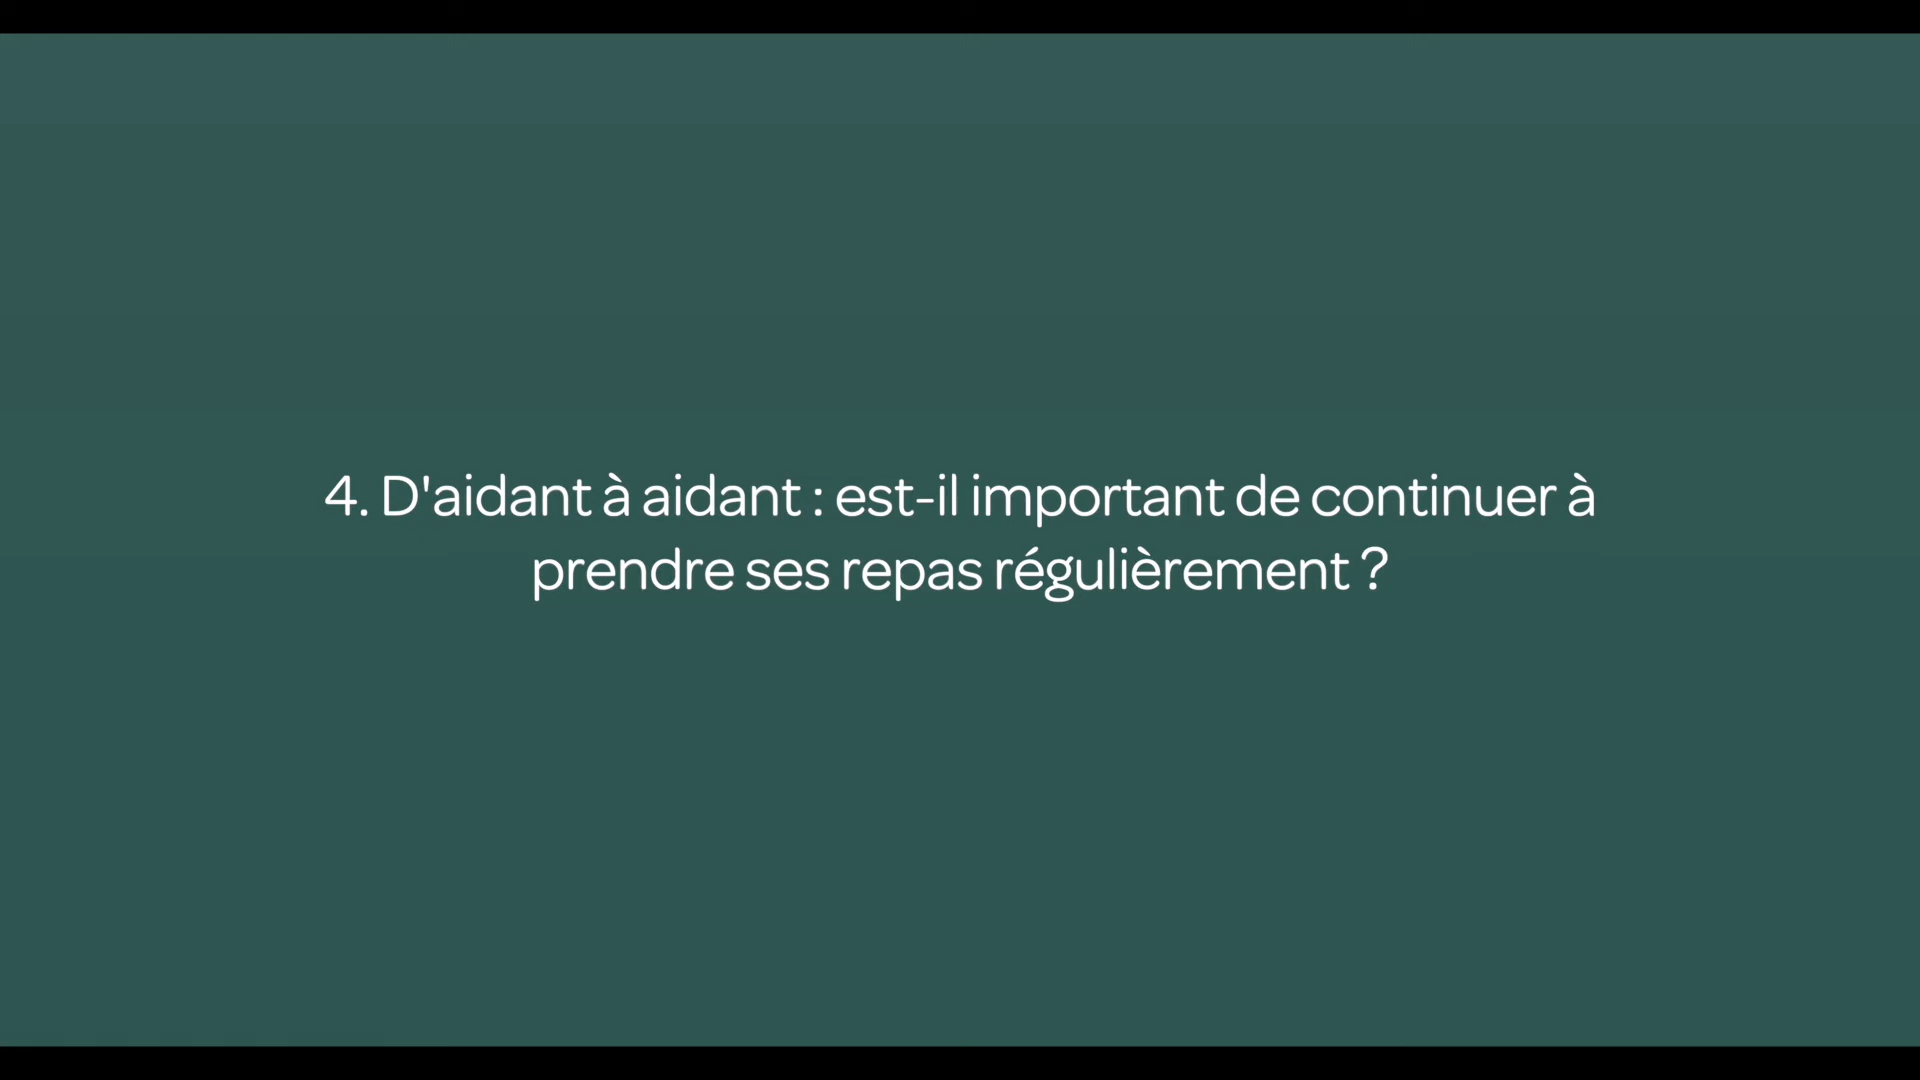 4. D'aidant à aidant : est-il important de continuer à
prendre ses repas régulièrement ?